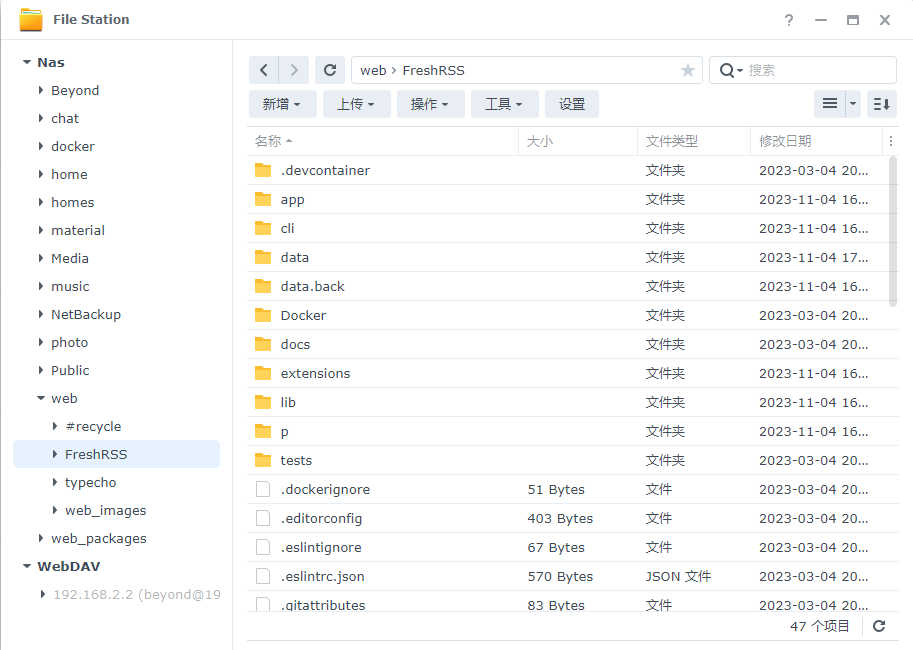 File Station
Nas
Beyond
chat
docker
home
homes
material
Media
music
NetBackup
photo
Public
web
#recycle
FreshRSS
typecho
web_images
web_packages
WebDAV
192.168.2.2 (beyond@19
web › FreshRSS
搜索
新增 上传 操作 工具 设置
名称 大小 文件类型 修改日期
.devcontainer 文件夹 2023-03-04 20...
app 文件夹 2023-11-04 16...
cli 文件夹 2023-11-04 16...
data 文件夹 2023-11-04 17...
data.back 文件夹 2023-11-04 16...
Docker 文件夹 2023-03-04 20...
docs 文件夹 2023-03-04 20...
extensions 文件夹 2023-11-04 16...
lib 文件夹 2023-11-04 16...
p 文件夹 2023-11-04 16...
tests 文件夹 2023-03-04 20...
.dockerignore 51 Bytes 文件 2023-03-04 20...
.editorconfig 403 Bytes 文件 2023-03-04 20...
.eslintignore 67 Bytes 文件 2023-03-04 20...
.eslintrc.json 570 Bytes JSON 文件 2023-03-04 20...
.gitattributes 83 Bytes 文件 2023-03-04 20...
47 个项目